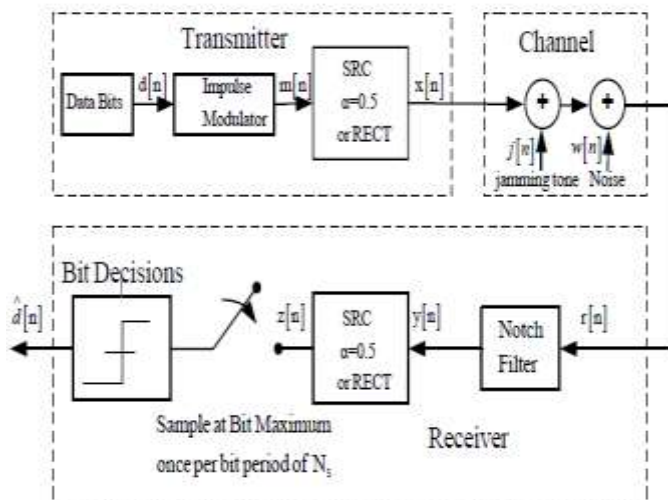 Transmitter
Channel
Data Bits
d[n]
Impulse
Modulator
m[n]
SRC
α=0.5
or RECT
x[n]
+
+
j[n]
w[n]
jamming tone
Noise
Bit Decisions
d̂[n]
z[n]
SRC
α=0.5
or RECT
y[n]
Notch
Filter
r[n]
Sample at Bit Maximum
once per bit period of Ns
Receiver